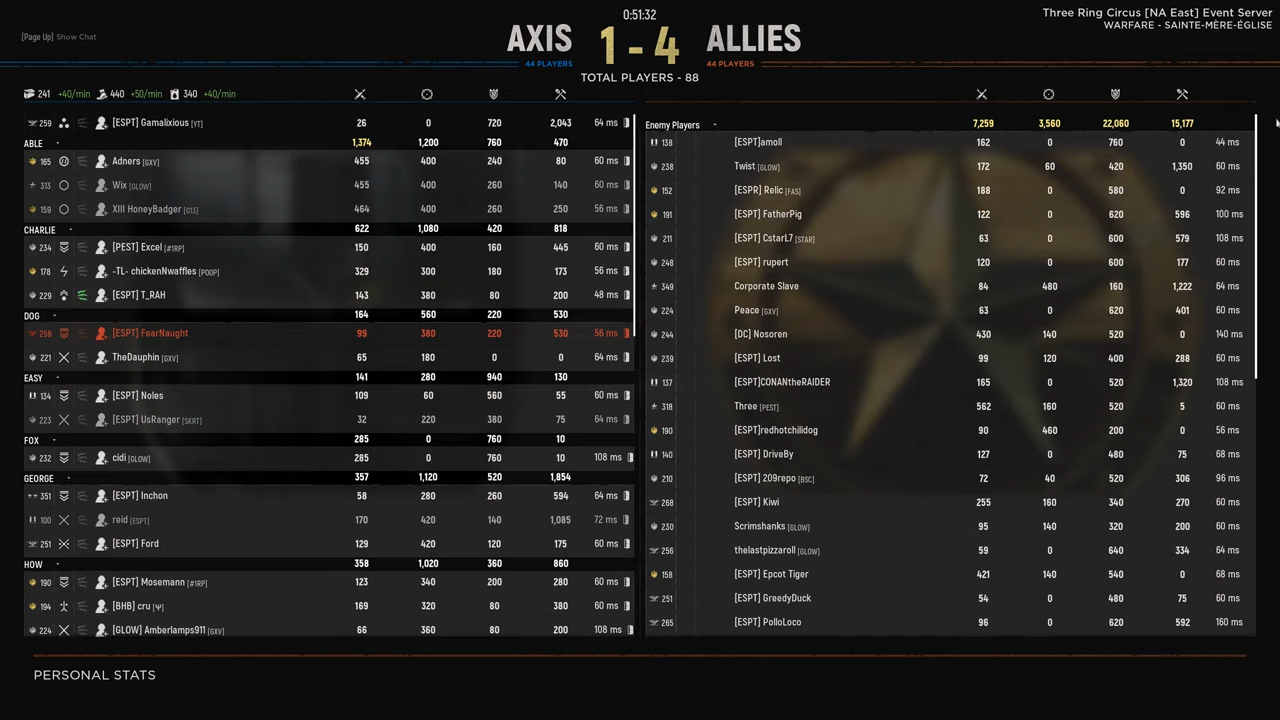 0:51:32
Three Ring Circus [NA East] Event Server
WARFARE - SAINTE-MÈRE-ÉGLISE
[Page Up] Show Chat
AXIS 1 - 4 ALLIES
44 PLAYERS 44 PLAYERS
TOTAL PLAYERS - 88
241 +40/min 440 +50/min 340 +40/min
259 [ESPT] Gamalixious [YT] 26 0 720 2,043 64 ms
ABLE - 1,374 1,200 760 470
165 Adners [GXV] 455 400 240 80 60 ms
313 Wix [GLOW] 455 400 260 140 60 ms
159 XIII HoneyBadger [G13] 464 400 260 250 56 ms
CHARLIE - 622 1,080 420 818
234 [PEST] Excel [#1RP] 150 400 160 445 60 ms
178 -TL- chickenNwaffles [POOP] 329 300 180 173 56 ms
229 [ESPT] T_RAH 143 380 80 200 48 ms
DOG - 164 560 220 530
258 [ESPT] FearNaught 99 380 220 530 56 ms
221 TheDauphin [GXV] 65 180 0 0 64 ms
EASY - 141 280 940 130
134 [ESPT] Noles 109 60 560 55 60 ms
223 [ESPT] UsRanger [SKRT] 32 220 380 75 64 ms
FOX - 285 0 760 10
232 cidi [GLOW] 285 0 760 10 108 ms
GEORGE - 357 1,120 520 1,854
351 [ESPT] Inchon 58 280 260 594 64 ms
100 reid [ESPT] 170 420 140 1,085 72 ms
251 [ESPT] Ford 129 420 120 175 60 ms
HOW - 358 1,020 360 860
190 [ESPT] Mosemann [#1RP] 123 340 200 280 60 ms
194 [BHB] cru [Ψ] 169 320 80 380 60 ms
224 [GLOW] Amberlamps911 [GXV] 66 360 80 200 108 ms
Enemy Players - 7,259 3,560 22,060 15,177
138 [ESPT]amoll 162 0 760 0 44 ms
238 Twist [GLOW] 172 60 420 1,350 60 ms
152 [ESPR] Relic [FAS] 188 0 580 0 92 ms
191 [ESPT] FatherPig 122 0 620 596 100 ms
211 [ESPT] CstarL7 [STAR] 63 0 600 579 108 ms
248 [ESPT] rupert 120 0 600 177 60 ms
349 Corporate Slave 84 480 160 1,222 64 ms
224 Peace [GXV] 63 0 620 401 60 ms
244 [DC] Nosoren 430 140 520 0 140 ms
239 [ESPT] Lost 99 120 400 288 60 ms
137 [ESPT]CONANtheRAIDER 165 0 520 1,320 108 ms
318 Three [PEST] 562 160 520 5 60 ms
190 [ESPT]redhotchilidog 90 460 200 0 56 ms
140 [ESPT] DriveBy 127 0 480 75 68 ms
210 [ESPT] 209repo [BSC] 72 40 520 306 96 ms
268 [ESPT] Kiwi 255 160 340 270 60 ms
230 Scrimshanks [GLOW] 95 140 320 200 60 ms
256 thelastpizzaroll [GLOW] 59 0 640 334 64 ms
158 [ESPT] Epcot Tiger 421 140 540 0 68 ms
251 [ESPT] GreedyDuck 54 0 480 75 60 ms
265 [ESPT] PolloLoco 96 0 620 592 160 ms
PERSONAL STATS